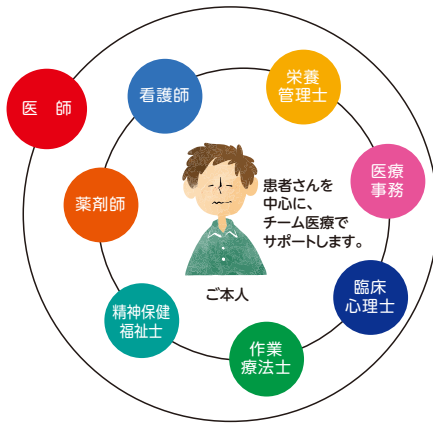 医　師
看護師
栄養
管理士
医療
事務
臨床
心理士
作業
療法士
精神保健
福祉士
薬剤師
患者さんを
中心に、
チーム医療で
サポートします。
ご本人